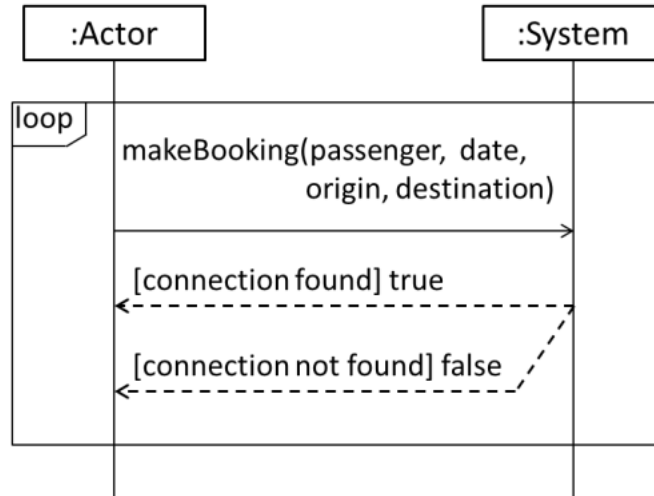 :Actor
:System
loop
makeBooking(passenger, date,
origin, destination)
[connection found] true
[connection not found] false